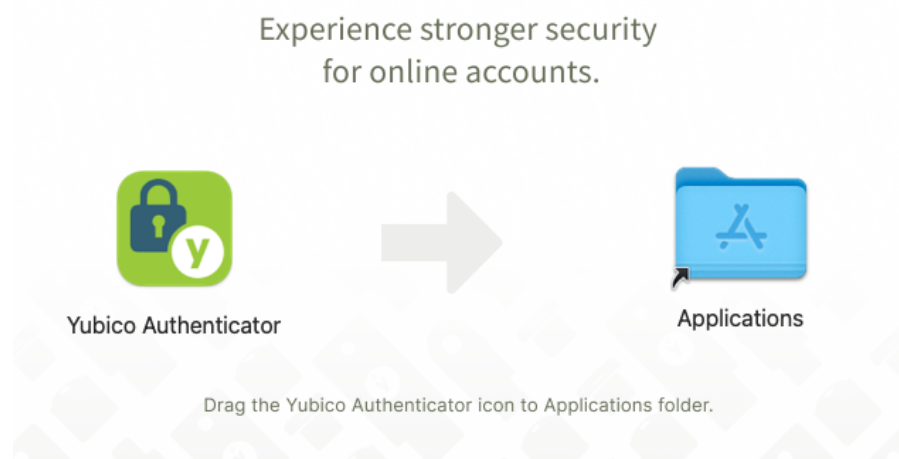 Experience stronger security
for online accounts.
y
Yubico Authenticator
Applications
Drag the Yubico Authenticator icon to Applications folder.